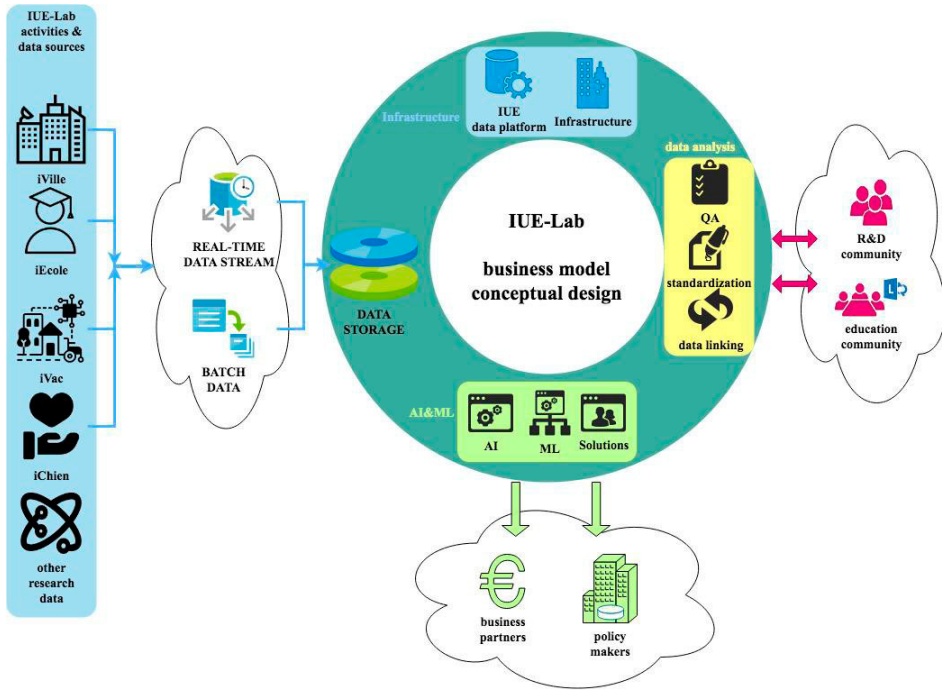 IUE-Lab
activities &
data sources
iVille
iEcole
iVac
iChien
other
research
data
REAL-TIME
DATA STREAM
BATCH
DATA
DATA
STORAGE
Infrastructure
IUE
data platform
Infrastructure
IUE-Lab
business model
conceptual design
data analysis
QA
standardization
data linking
AI&ML
AI
ML
Solutions
R&D
community
L
education
community
€
business
partners
policy
makers